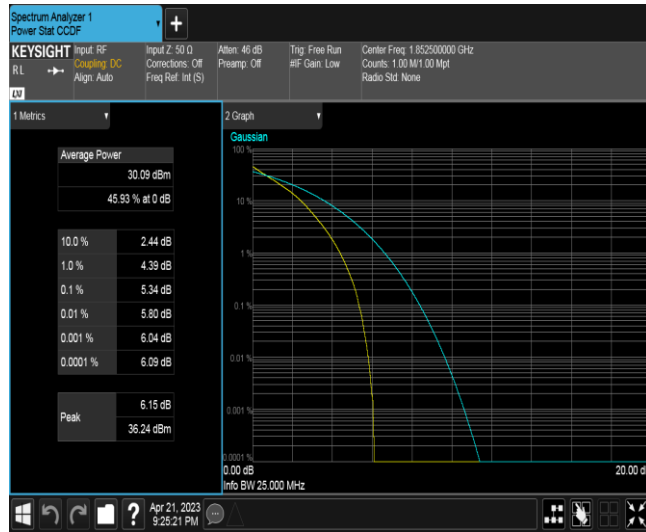 Spectrum Analyzer 1
Power Stat CCDF
+
KEYSIGHT
RL
LXI
Input: RF
Coupling: DC
Align: Auto
Input Z: 50 Ω
Corrections: Off
Freq Ref: Int (S)
Atten: 46 dB
Preamp: Off
Trig: Free Run
#IF Gain: Low
Center Freq: 1.852500000 GHz
Counts: 1.00 M/1.00 Mpt
Radio Std: None
1 Metrics
Average Power
30.09 dBm
45.93 % at 0 dB
10.0 % 2.44 dB
1.0 % 4.39 dB
0.1 % 5.34 dB
0.01 % 5.80 dB
0.001 % 6.04 dB
0.0001 % 6.09 dB
Peak
6.15 dB
36.24 dBm
2 Graph
Gaussian
100 %
10 %
1 %
0.1 %
0.01 %
0.001 %
0.0001 %
0.00 dB
20.00
Info BW 25.000 MHz
?
Apr 21, 2023
9:25:21 PM